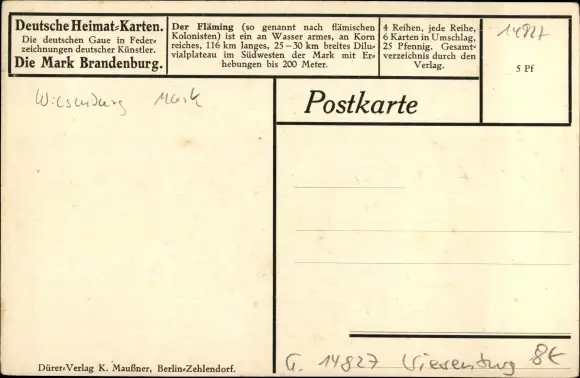 Deutsche Heimat=Karten.
Die deutschen Gaue in Feder=
zeichnungen deutscher Künstler.
Die Mark Brandenburg.
Der Fläming (so genannt nach flämischen
Kolonisten) ist ein an Wasser armes, an Korn
reiches, 116 km langes, 25–30 km breites Dilu=
vialplateau im Südwesten der Mark mit Er=
hebungen bis 200 Meter.
4 Reihen, jede Reihe,
6 Karten in Umschlag,
25 Pfennig. Gesamt=
verzeichnis durch den
Verlag.
14827
5 Pf
Wiesenburg Mark
Postkarte
G. 14827 Wiesenburg 8€
Dürer=Verlag K. Maußner, Berlin=Zehlendorf.